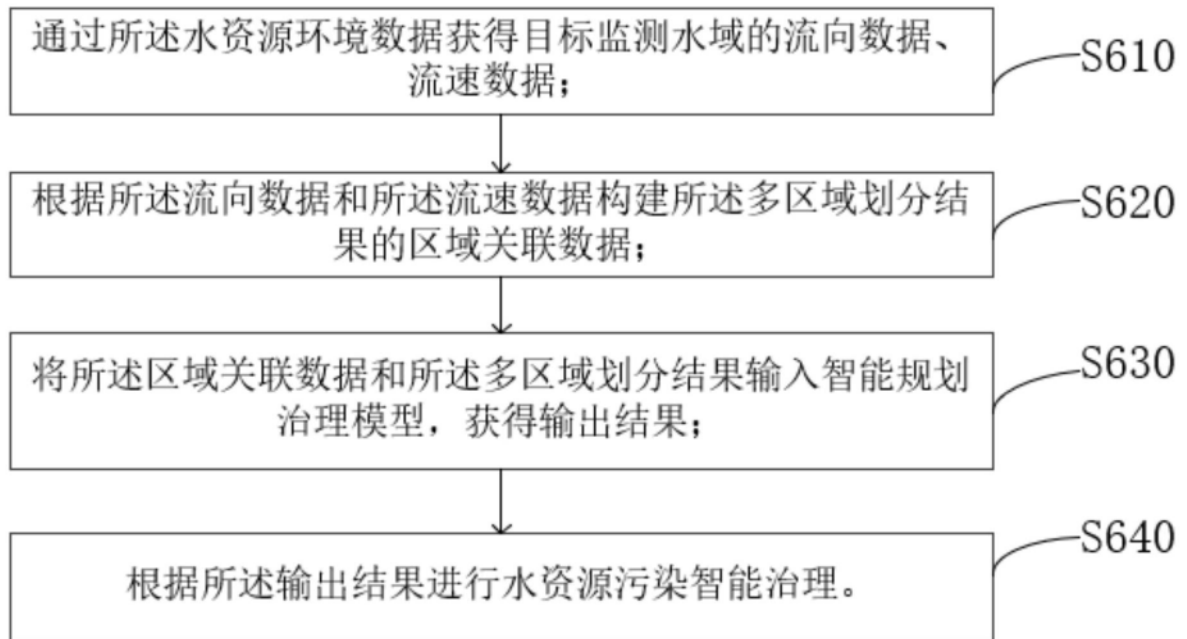 通过所述水资源环境数据获得目标监测水域的流向数据、
流速数据；
S610
根据所述流向数据和所述流速数据构建所述多区域划分结
果的区域关联数据；
S620
将所述区域关联数据和所述多区域划分结果输入智能规划
治理模型，获得输出结果；
S630
根据所述输出结果进行水资源污染智能治理。
S640